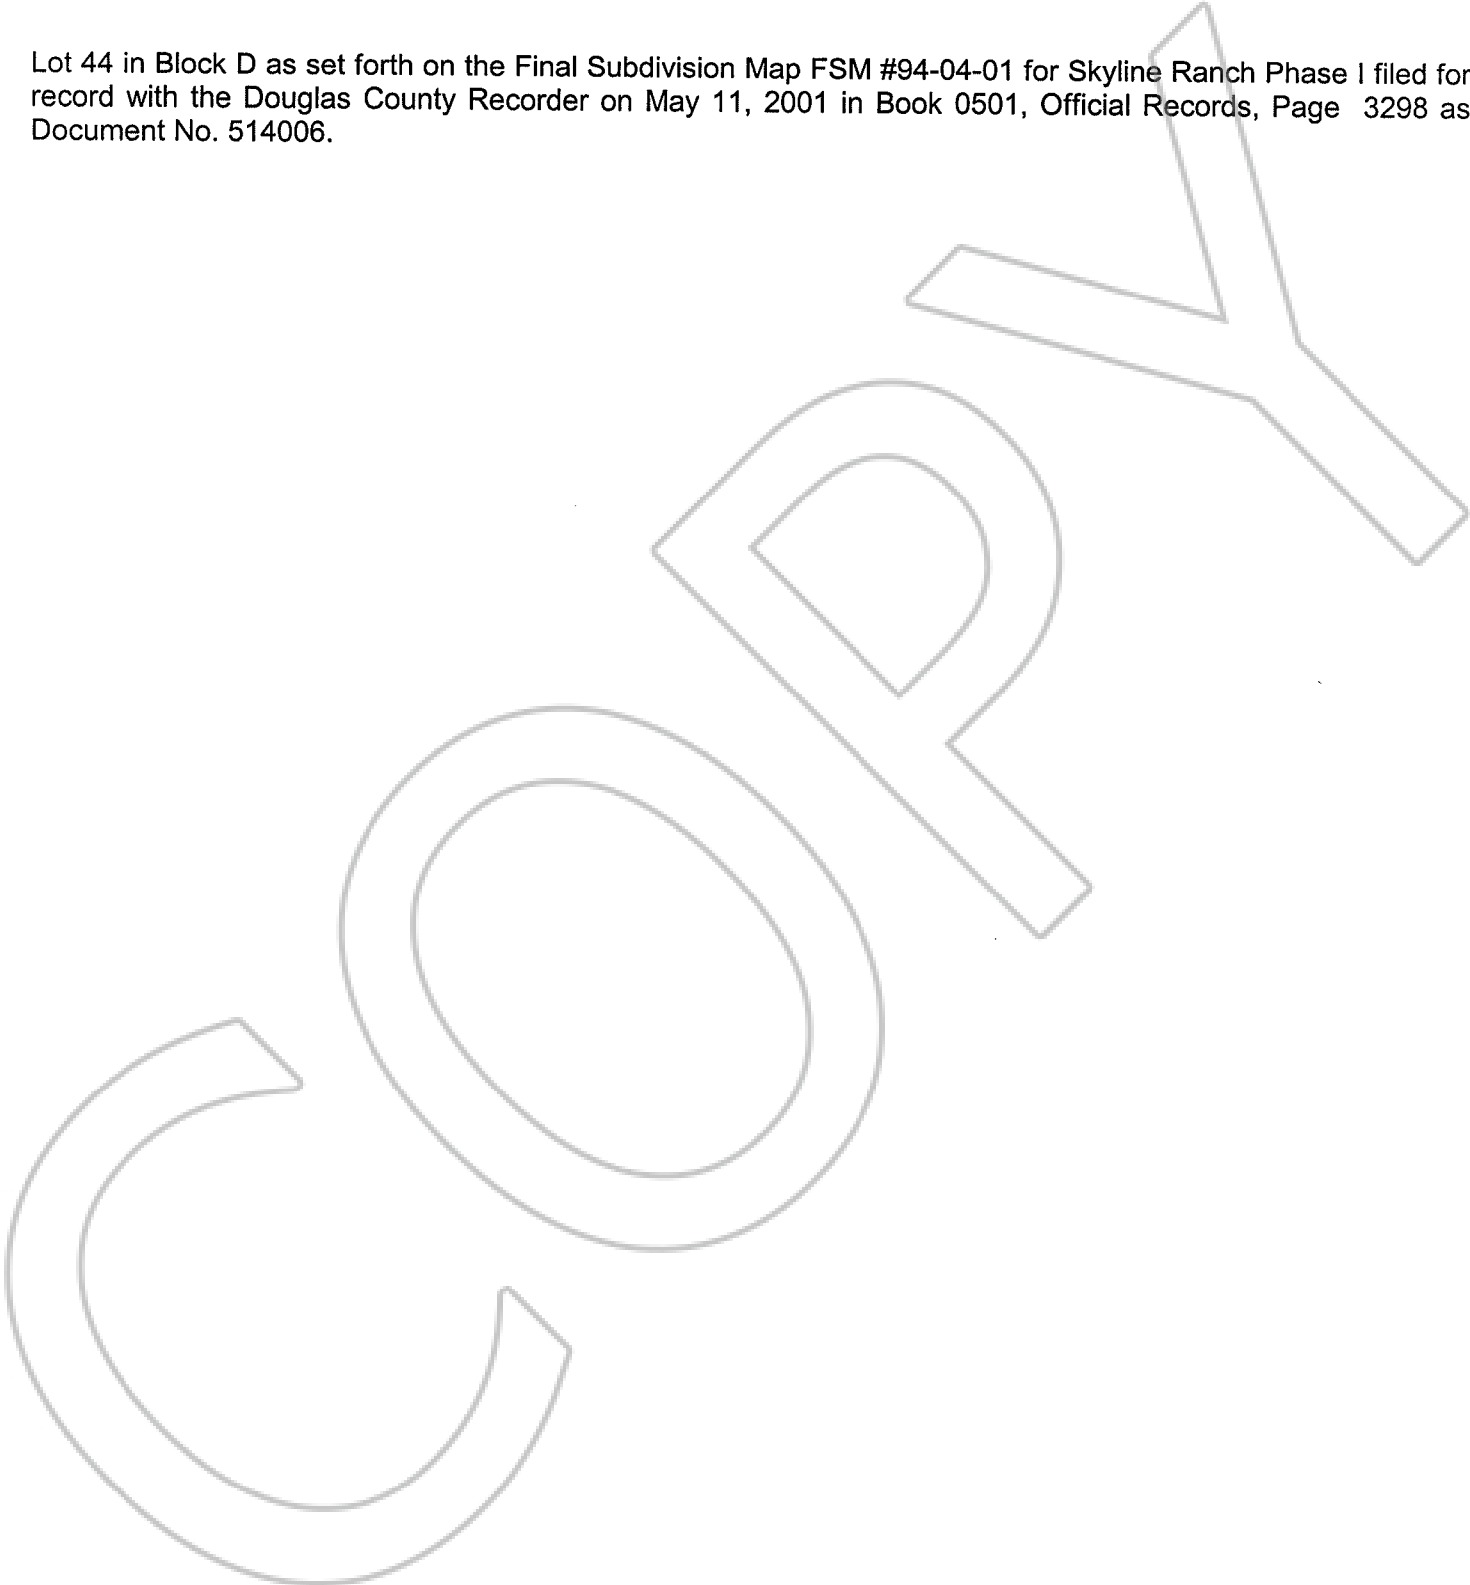 Lot 44 in Block D as set forth on the Final Subdivision Map FSM #94-04-01 for Skyline Ranch Phase I filed for
record with the Douglas County Recorder on May 11, 2001 in Book 0501, Official Records, Page 3298 as
Document No. 514006.
COPY